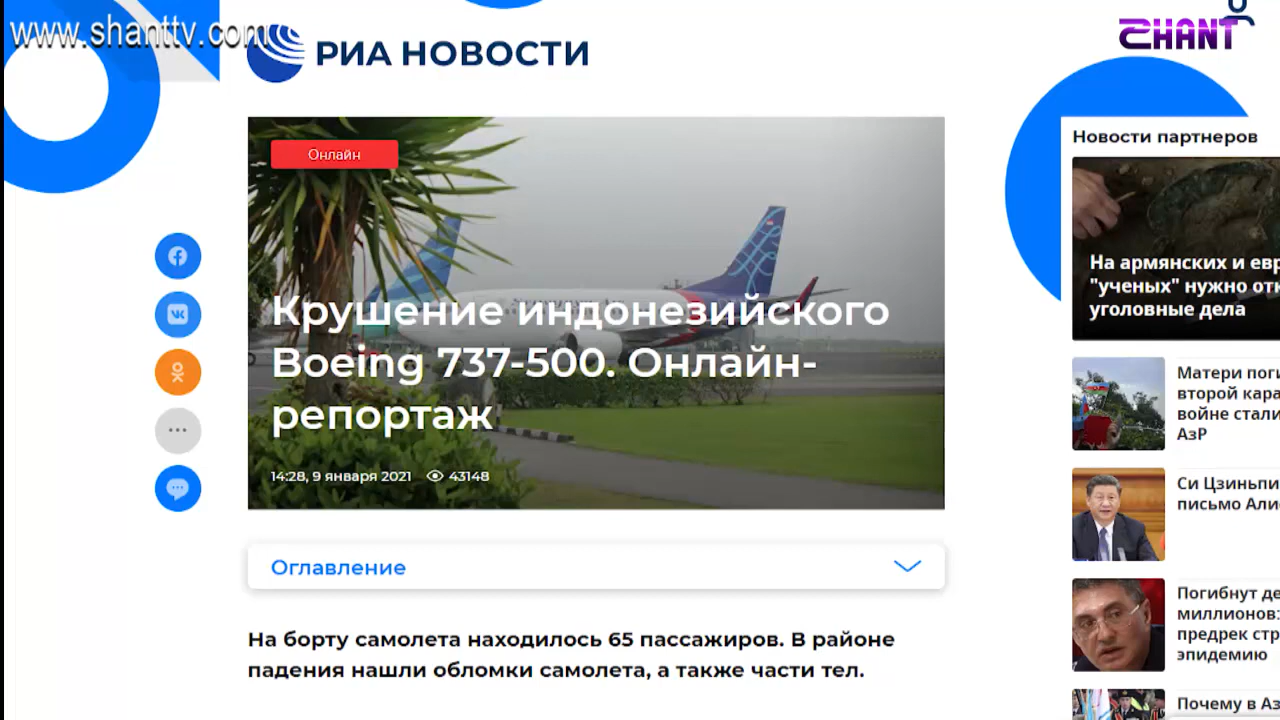 www.shanttv.com
РИА НОВОСТИ
SHANT
Онлайн
Крушение индонезийского
Boeing 737-500. Онлайн-
репортаж
14:28, 9 января 2021 43148
Оглавление
На борту самолета находилось 65 пассажиров. В районе
падения нашли обломки самолета, а также части тел.
Новости партнеров
На армянских и евр
"ученых" нужно отк
уголовные дела
Матери поги
второй кара
войне стали
АзР
Си Цзиньпи
письмо Али
Погибнут де
миллионов:
предрек стр
эпидемию
Почему в Аз